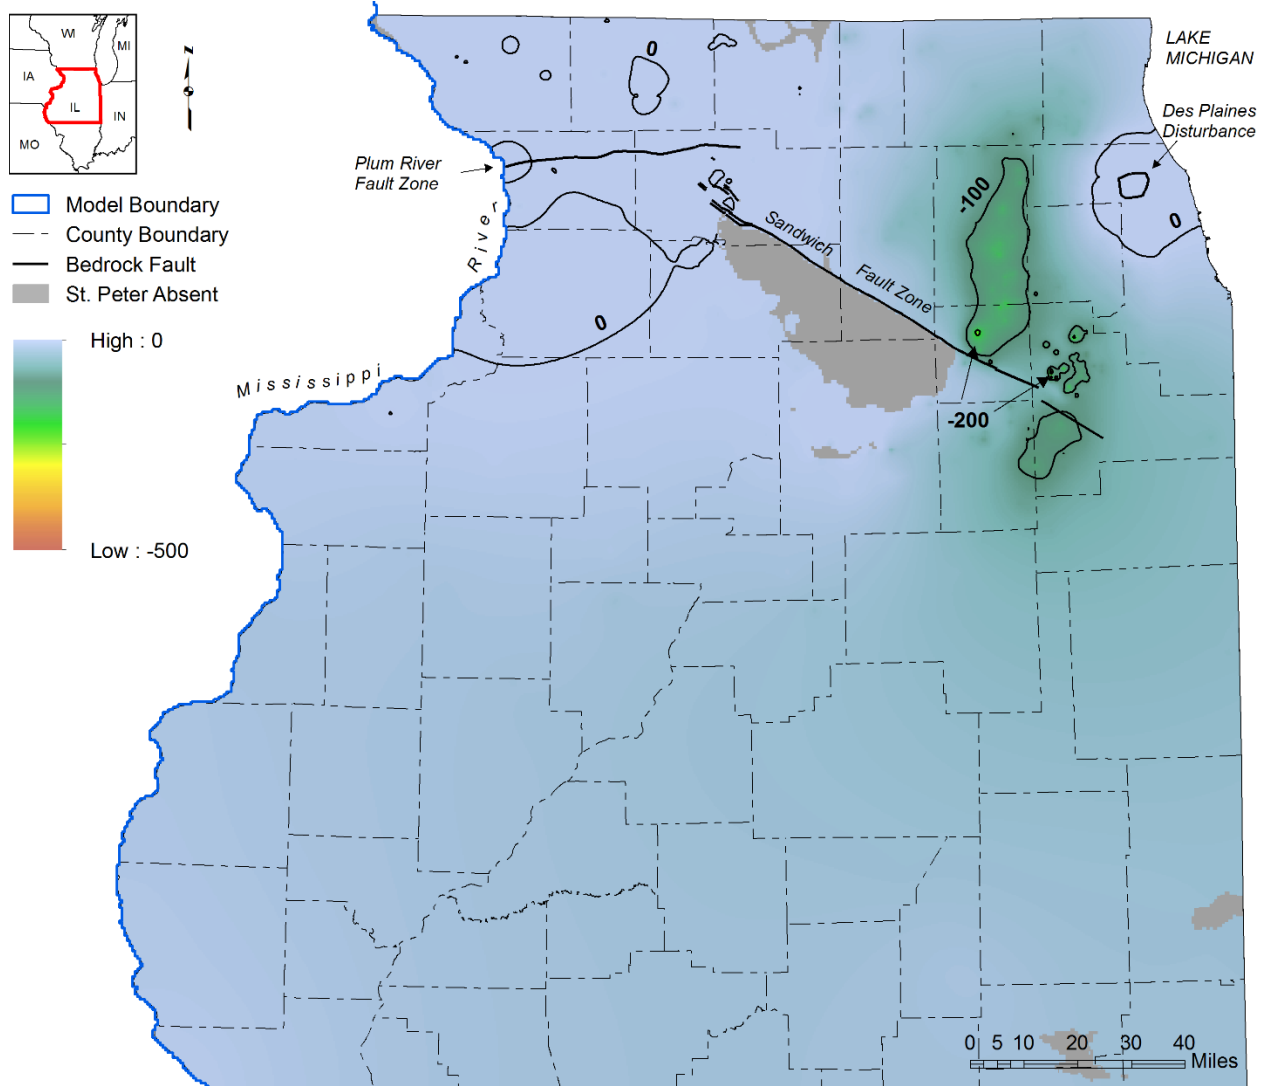 WI
MI
IA
IL
IN
MO
N
Model Boundary
County Boundary
Bedrock Fault
St. Peter Absent
High : 0
Low : -500
0
LAKE
MICHIGAN
Des Plaines
Disturbance
Plum River
Fault Zone
-100
0
River
Sandwich
Fault Zone
0
Mississippi
-200
0 5 10 20 30 40
Miles